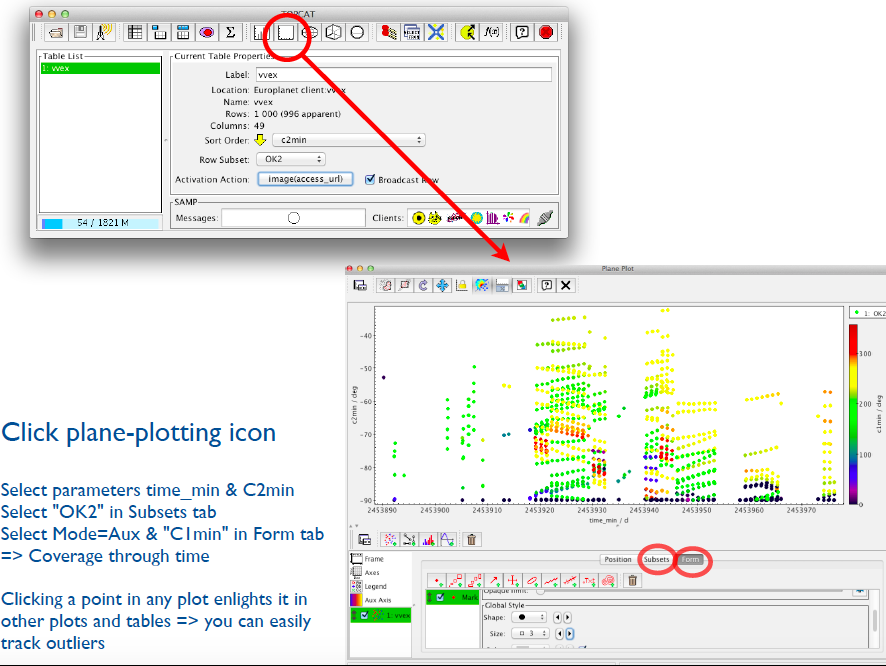 TOPCAT
Table List
1: vvex
54 / 1821 M
Current Table Properties
Label: vvex
Location: Europlanet client:vvex
Name: vvex
Rows: 1 000 (996 apparent)
Columns: 49
Sort Order: c2min
Row Subset: OK2
Activation Action: image(access_url) Broadcast Row
SAMP
Messages: Clients:
Click plane-plotting icon
Select parameters time_min & C2min
Select "OK2" in Subsets tab
Select Mode=Aux & "C1min" in Form tab
=> Coverage through time
Clicking a point in any plot enlights it in
other plots and tables => you can easily
track outliers
Plane Plot
1: OK2
c2min / deg
-40
-50
-60
-70
-80
-90
2453890 2453900 2453910 2453920 2453930 2453940 2453950 2453960 2453970
time_min / d
300
200
100
0
c1min / deg
Frame
Axes
Legend
Aux Axis
1: vvex
Position Subsets Form
Mark
Opaque limit:
Global Style
Shape:
Size: 3